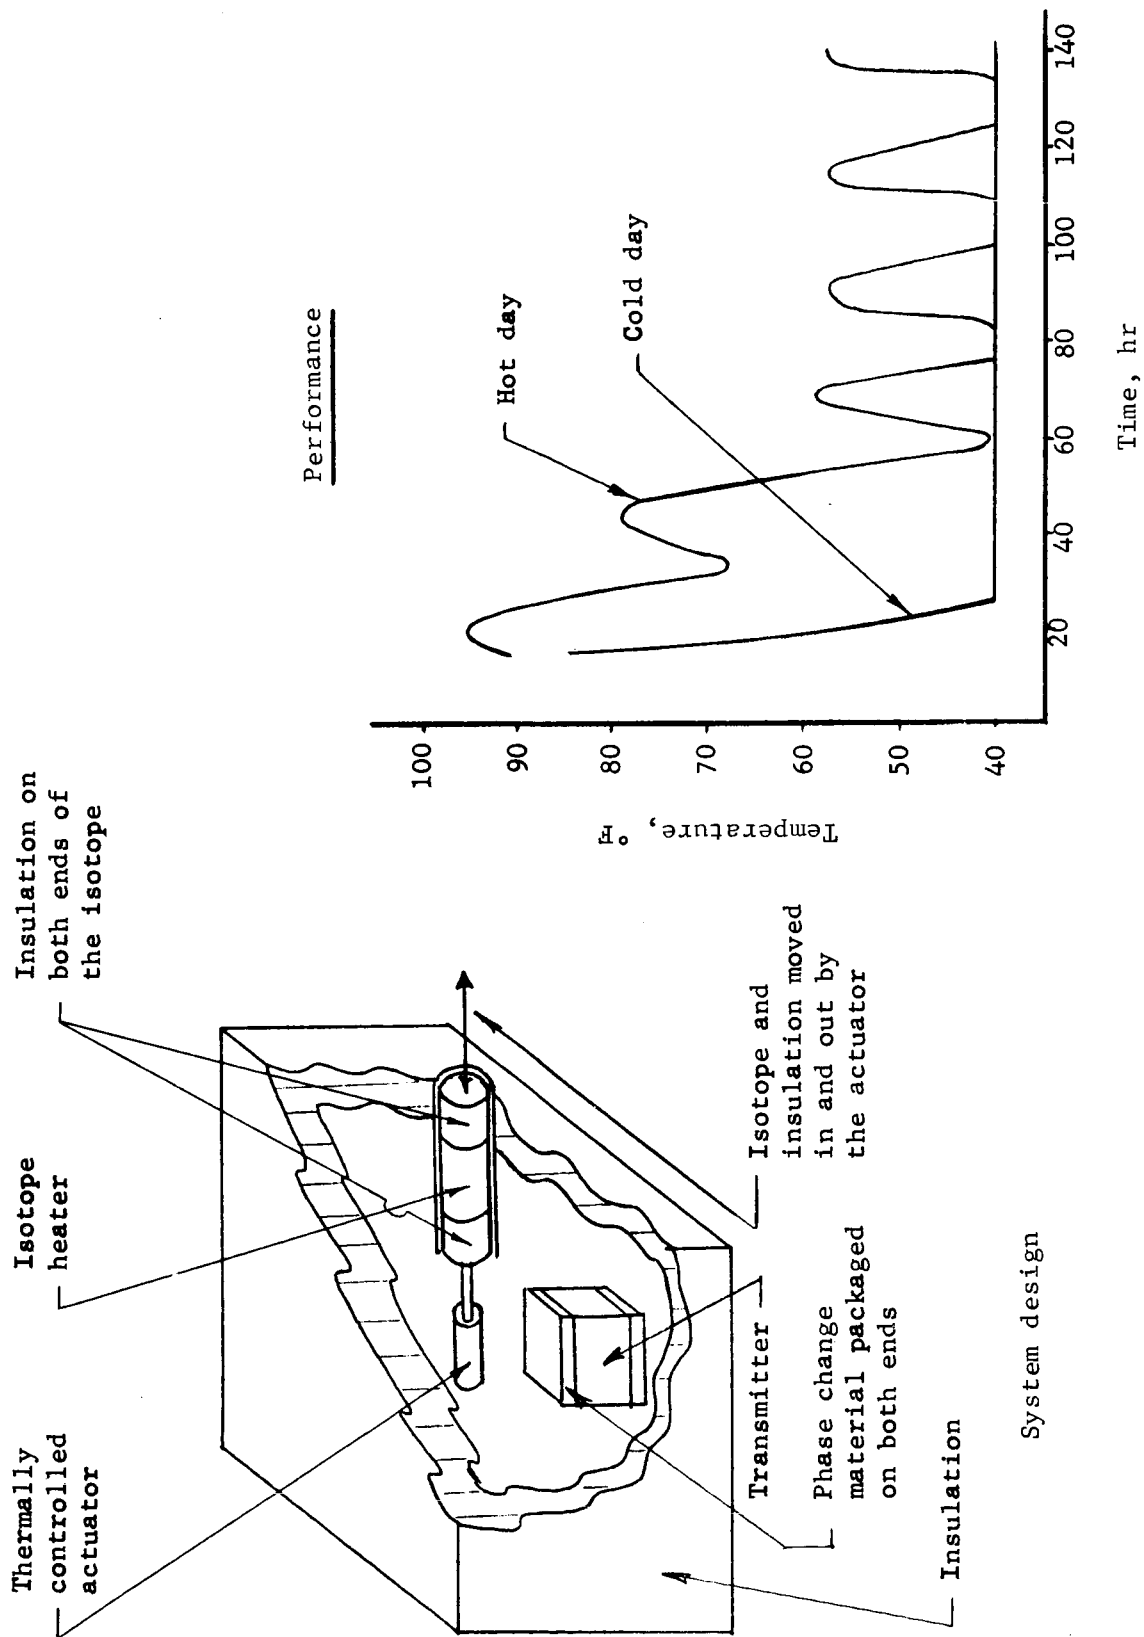 Thermally
controlled
actuator
Isotope
heater
Insulation on
both ends of
the isotope
Transmitter
Phase change
material packaged
on both ends
Isotope and
insulation moved
in and out by
the actuator
Insulation
System design
Performance
Hot day
Cold day
Temperature, °F
100
90
80
70
60
50
40
20
40
60
80
100
120
140
Time, hr